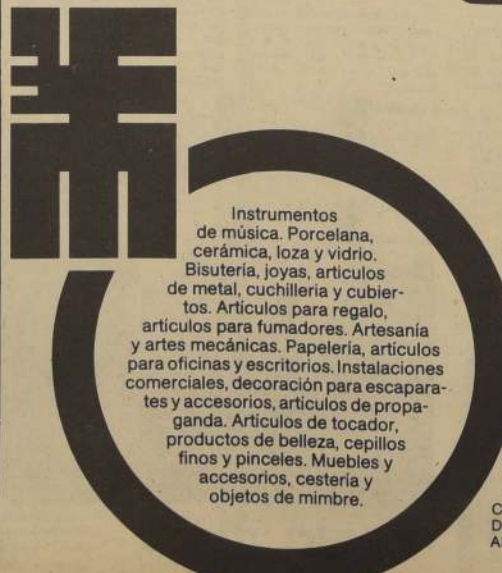 Instrumentos
de música. Porcelana,
cerámica, loza y vidrio.
Bisutería, joyas, articulos
de metal, cuchilleria y cubier-
tos. Artículos para regalo,
artículos para fumadores. Artesanía
y artes mecánicas. Papelería, artículos
para oficinas y escritorios. Instalaciones
comerciales, decoración para escapara-
tes y accesorios, artículos de propa-
ganda. Artículos de tocador,
productos de belleza, cepillos
finos y pinceles. Muebles y
accesorios, cestería y
objetos de mimbre.
C
D